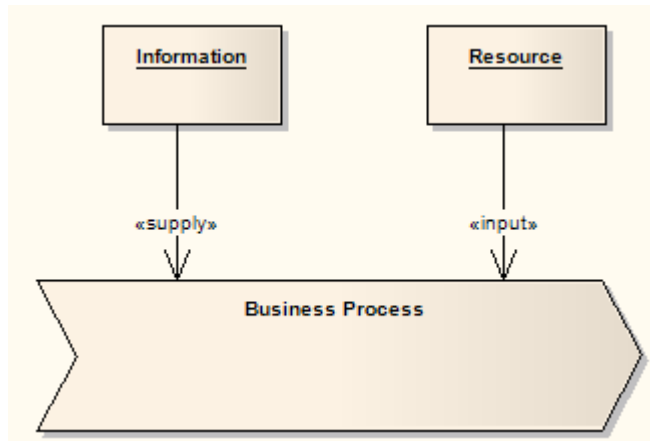 Information
Resource
«supply»
«input»
Business Process